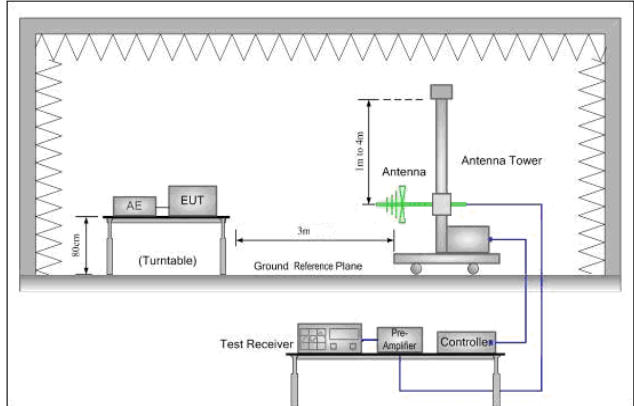 1m to 4m
Antenna
Antenna Tower
AE
EUT
80cm
(Turntable)
3m
Ground Reference Plane
Test Receiver
Pre-
Amplifier
Controller